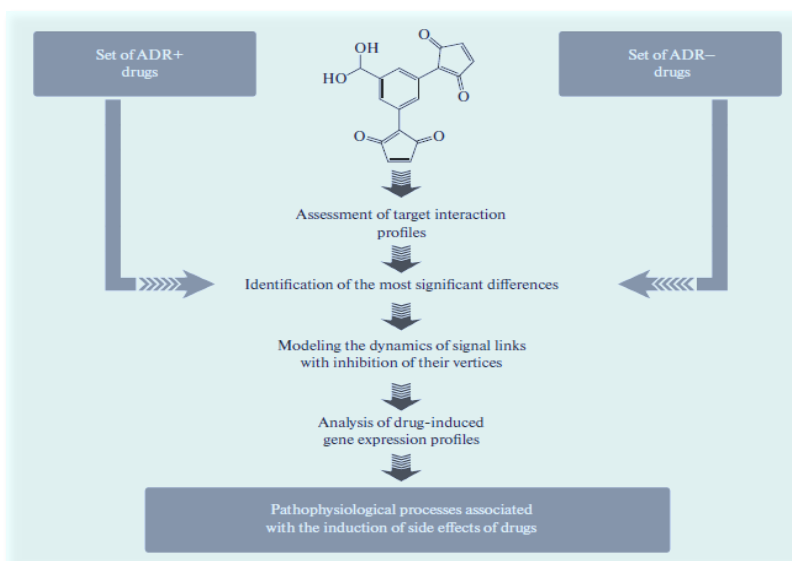 Set of ADR+
drugs
Set of ADR−
drugs
OH
HO
O
O
O
O
Assessment of target interaction
profiles
Identification of the most significant differences
Modeling the dynamics of signal links
with inhibition of their vertices
Analysis of drug-induced
gene expression profiles
Pathophysiological processes associated
with the induction of side effects of drugs